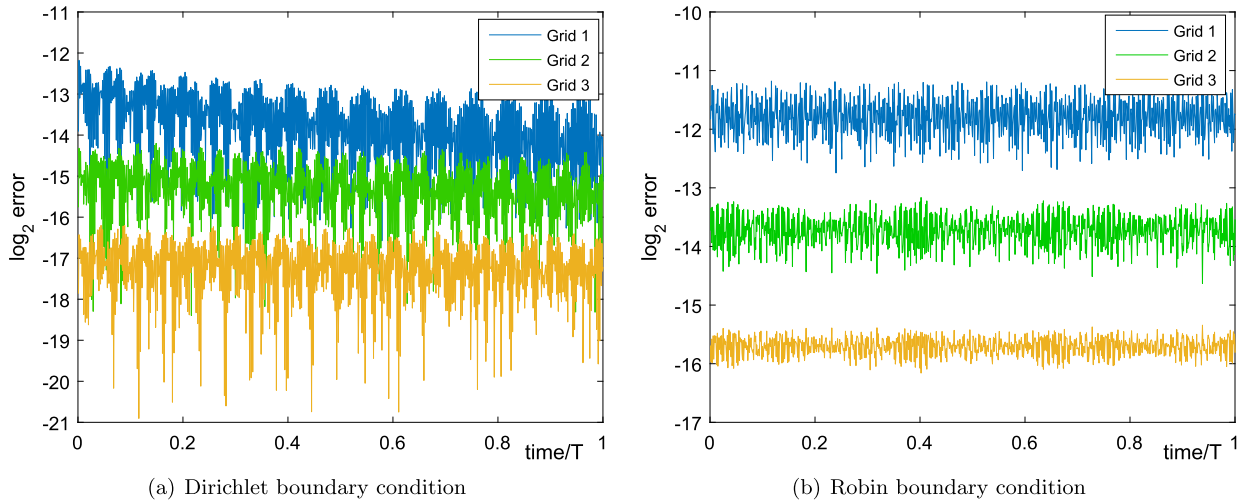 -11
-12
-13
-14
-15
-16
-17
-18
-19
-20
-21
log2 error
0
0.2
0.4
0.6
0.8
1
time/T
Grid 1
Grid 2
Grid 3
(a) Dirichlet boundary condition
-10
-11
-12
-13
-14
-15
-16
-17
log2 error
0
0.2
0.4
0.6
0.8
1
time/T
Grid 1
Grid 2
Grid 3
(b) Robin boundary condition